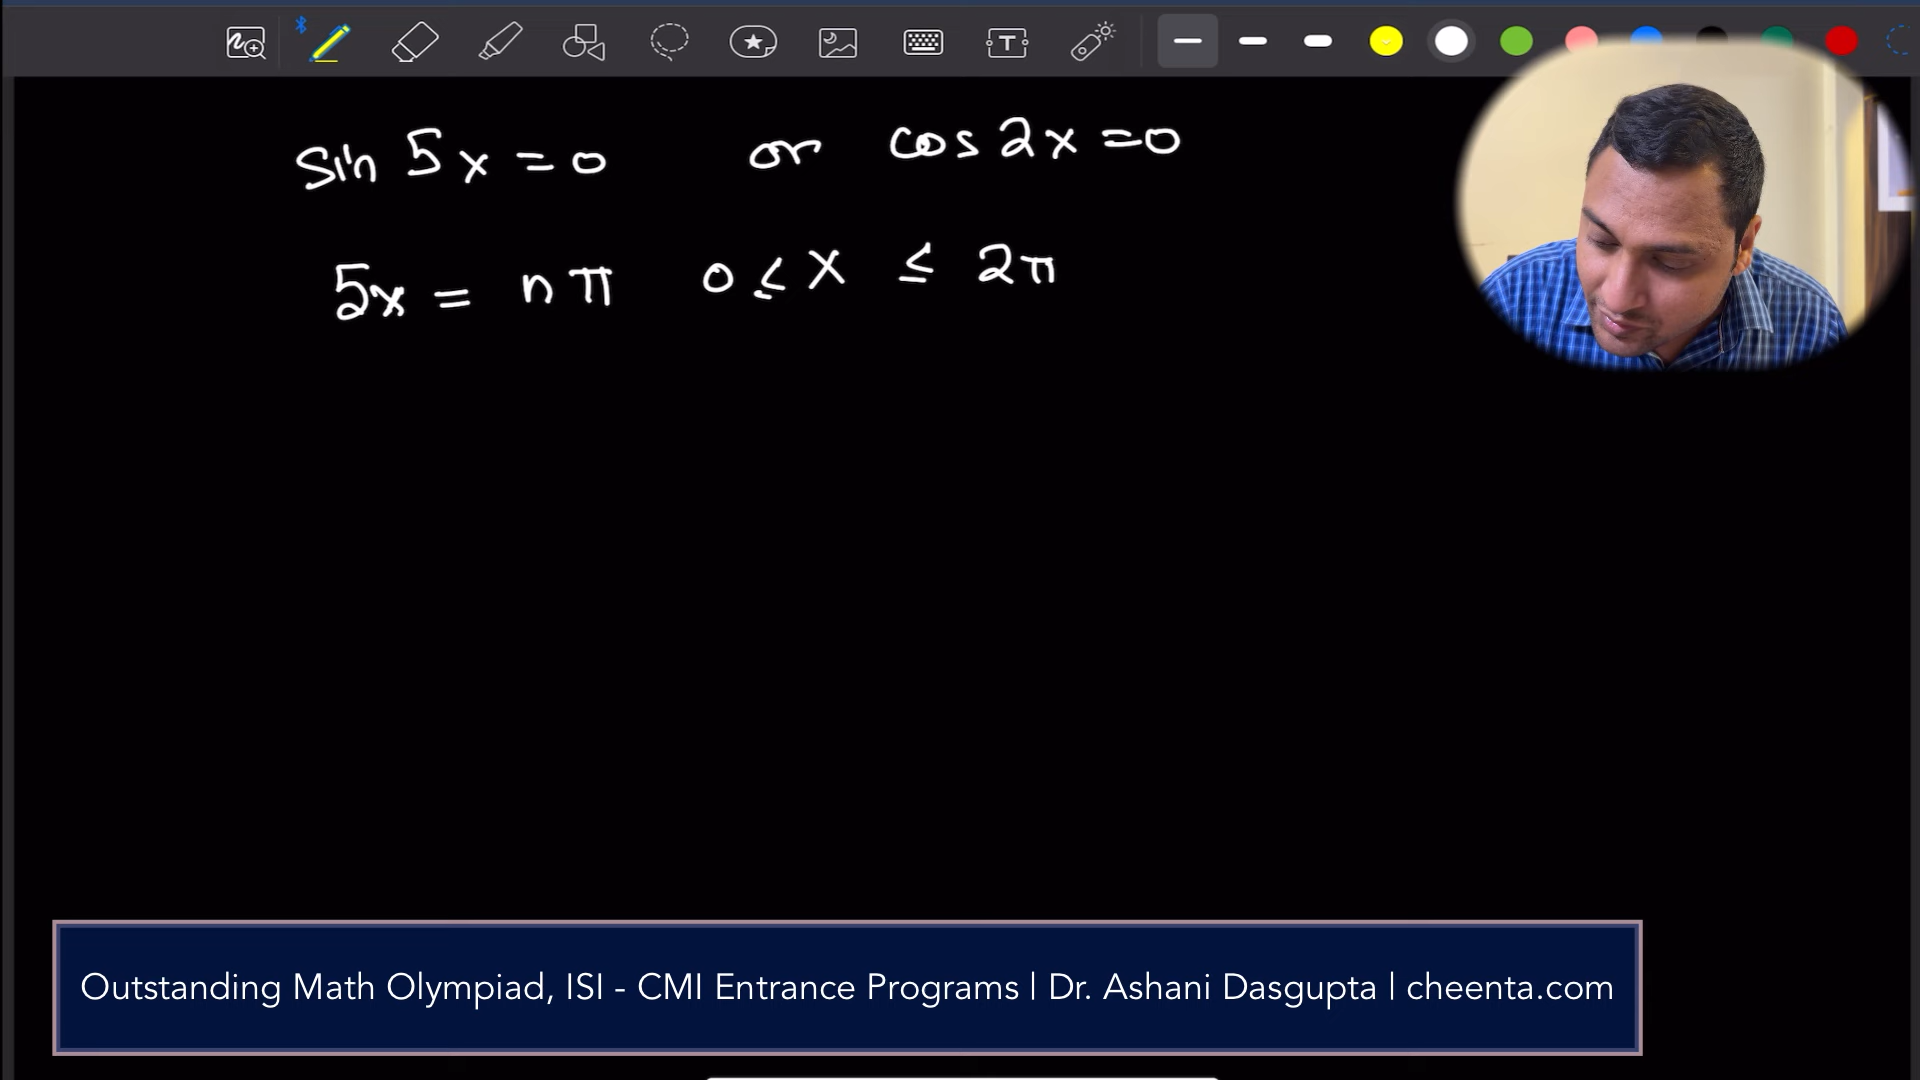 sin 5x = 0 or cos 2x = 0
5x = nπ 0 ≤ x ≤ 2π
Outstanding Math Olympiad, ISI - CMI Entrance Programs | Dr. Ashani Dasgupta | cheenta.com